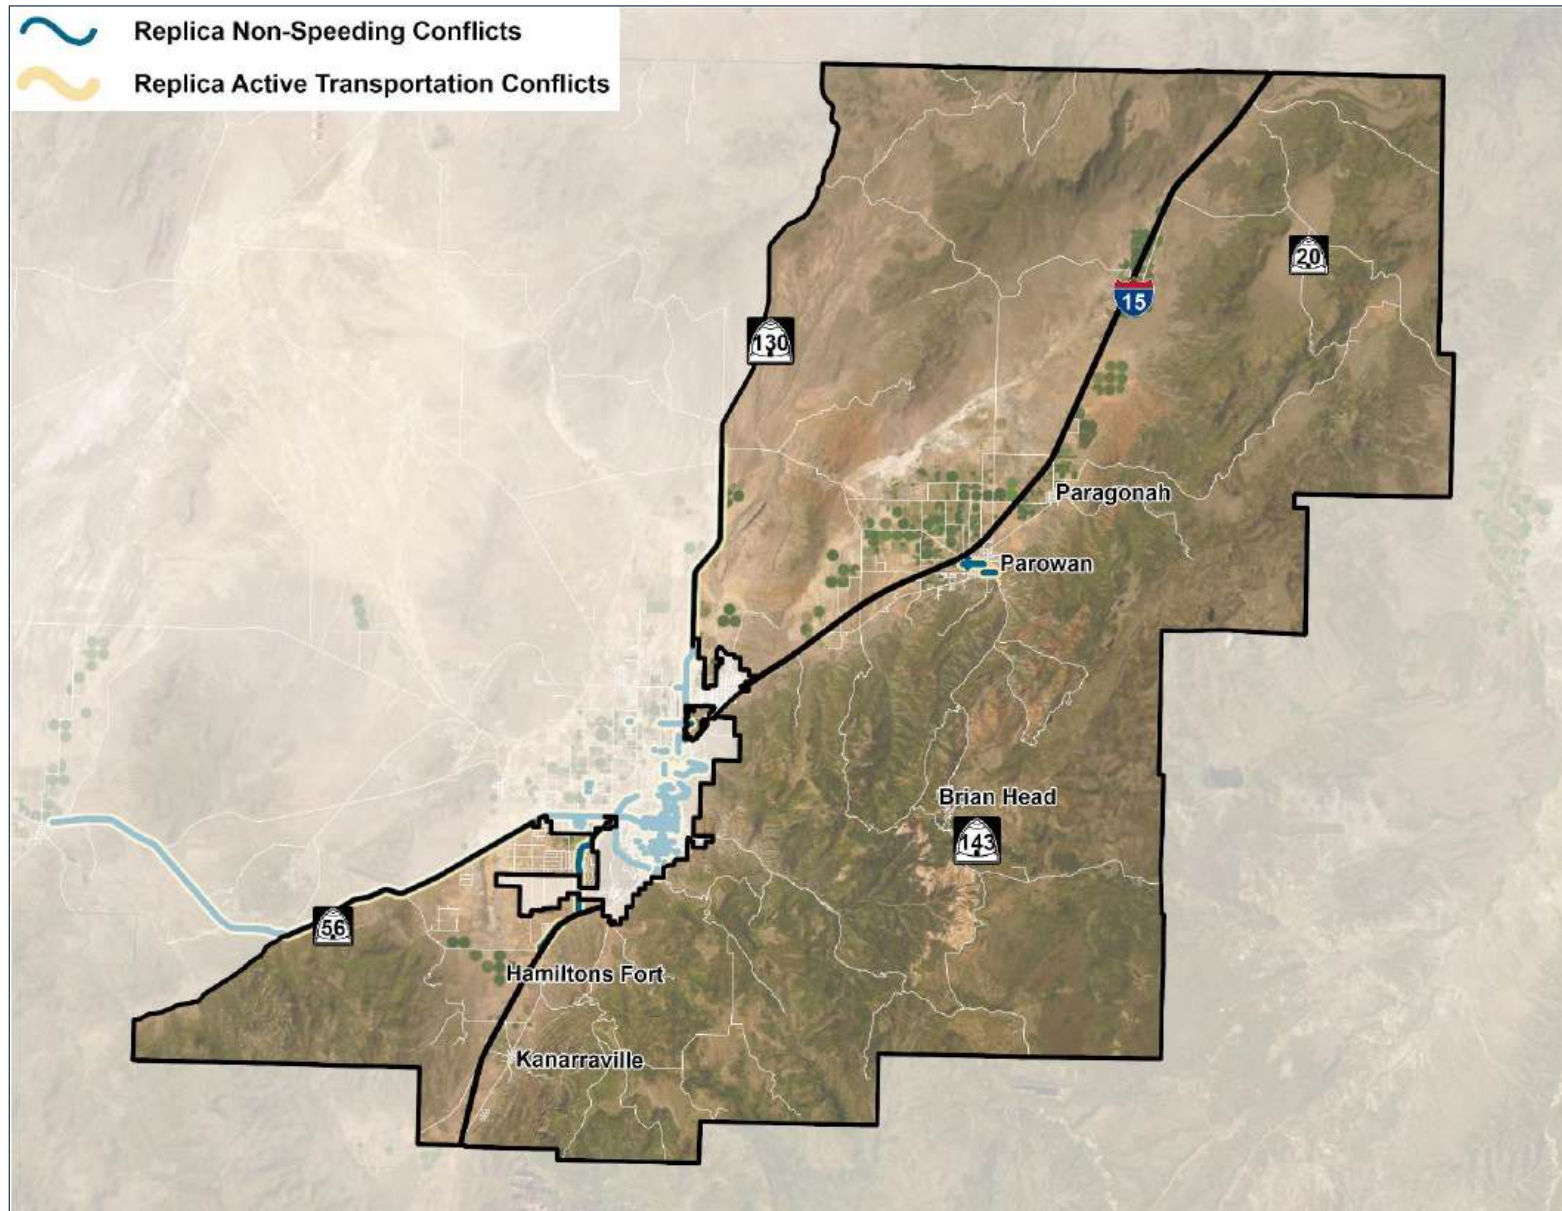 Replica Non-Speeding Conflicts
Replica Active Transportation Conflicts
20
15
130
Paragonah
Parowan
Brian Head
143
56
Hamiltons Fort
Kanarraville